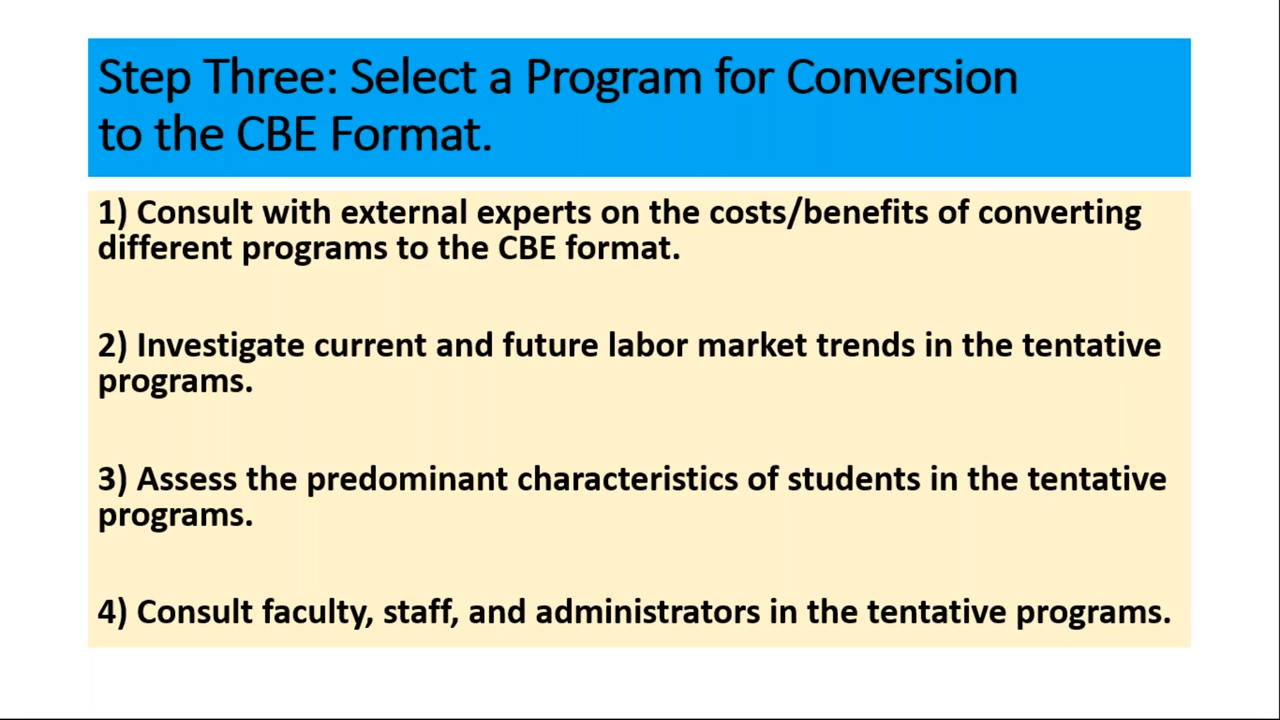 Step Three: Select a Program for Conversion
to the CBE Format.
1) Consult with external experts on the costs/benefits of converting
different programs to the CBE format.
2) Investigate current and future labor market trends in the tentative
programs.
3) Assess the predominant characteristics of students in the tentative
programs.
4) Consult faculty, staff, and administrators in the tentative programs.